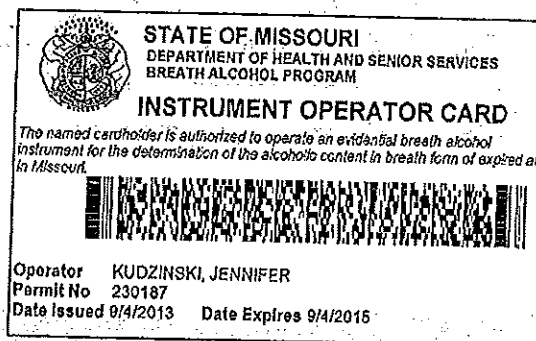 STATE OF MISSOURI
DEPARTMENT OF HEALTH AND SENIOR SERVICES
BREATH ALCOHOL PROGRAM
INSTRUMENT OPERATOR CARD
The named cardholder is authorized to operate an evidential breath alcohol
instrument for the determination of the alcoholic content in breath form of expired a
in Missouri.
Operator KUDZINSKI, JENNIFER
Permit No 230187
Date Issued 9/4/2013 Date Expires 9/4/2015